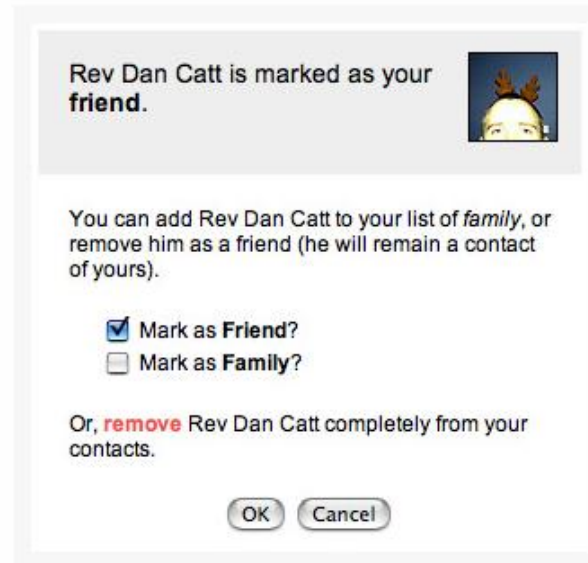 Rev Dan Catt is marked as your
friend.
You can add Rev Dan Catt to your list of family, or
remove him as a friend (he will remain a contact
of yours).
Mark as Friend?
Mark as Family?
Or, remove Rev Dan Catt completely from your
contacts.
OK Cancel